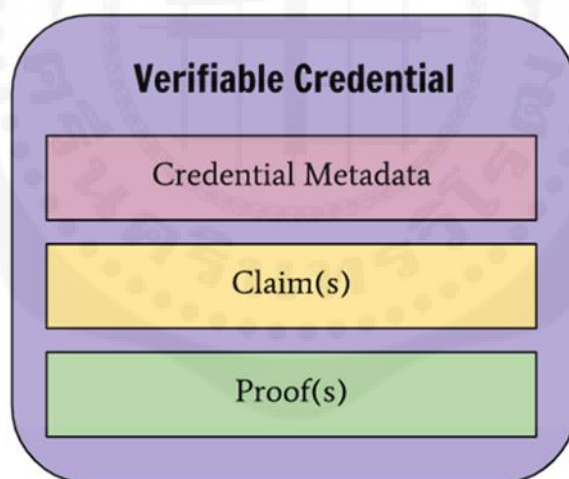 Verifiable Credential
Credential Metadata
Claim(s)
Proof(s)